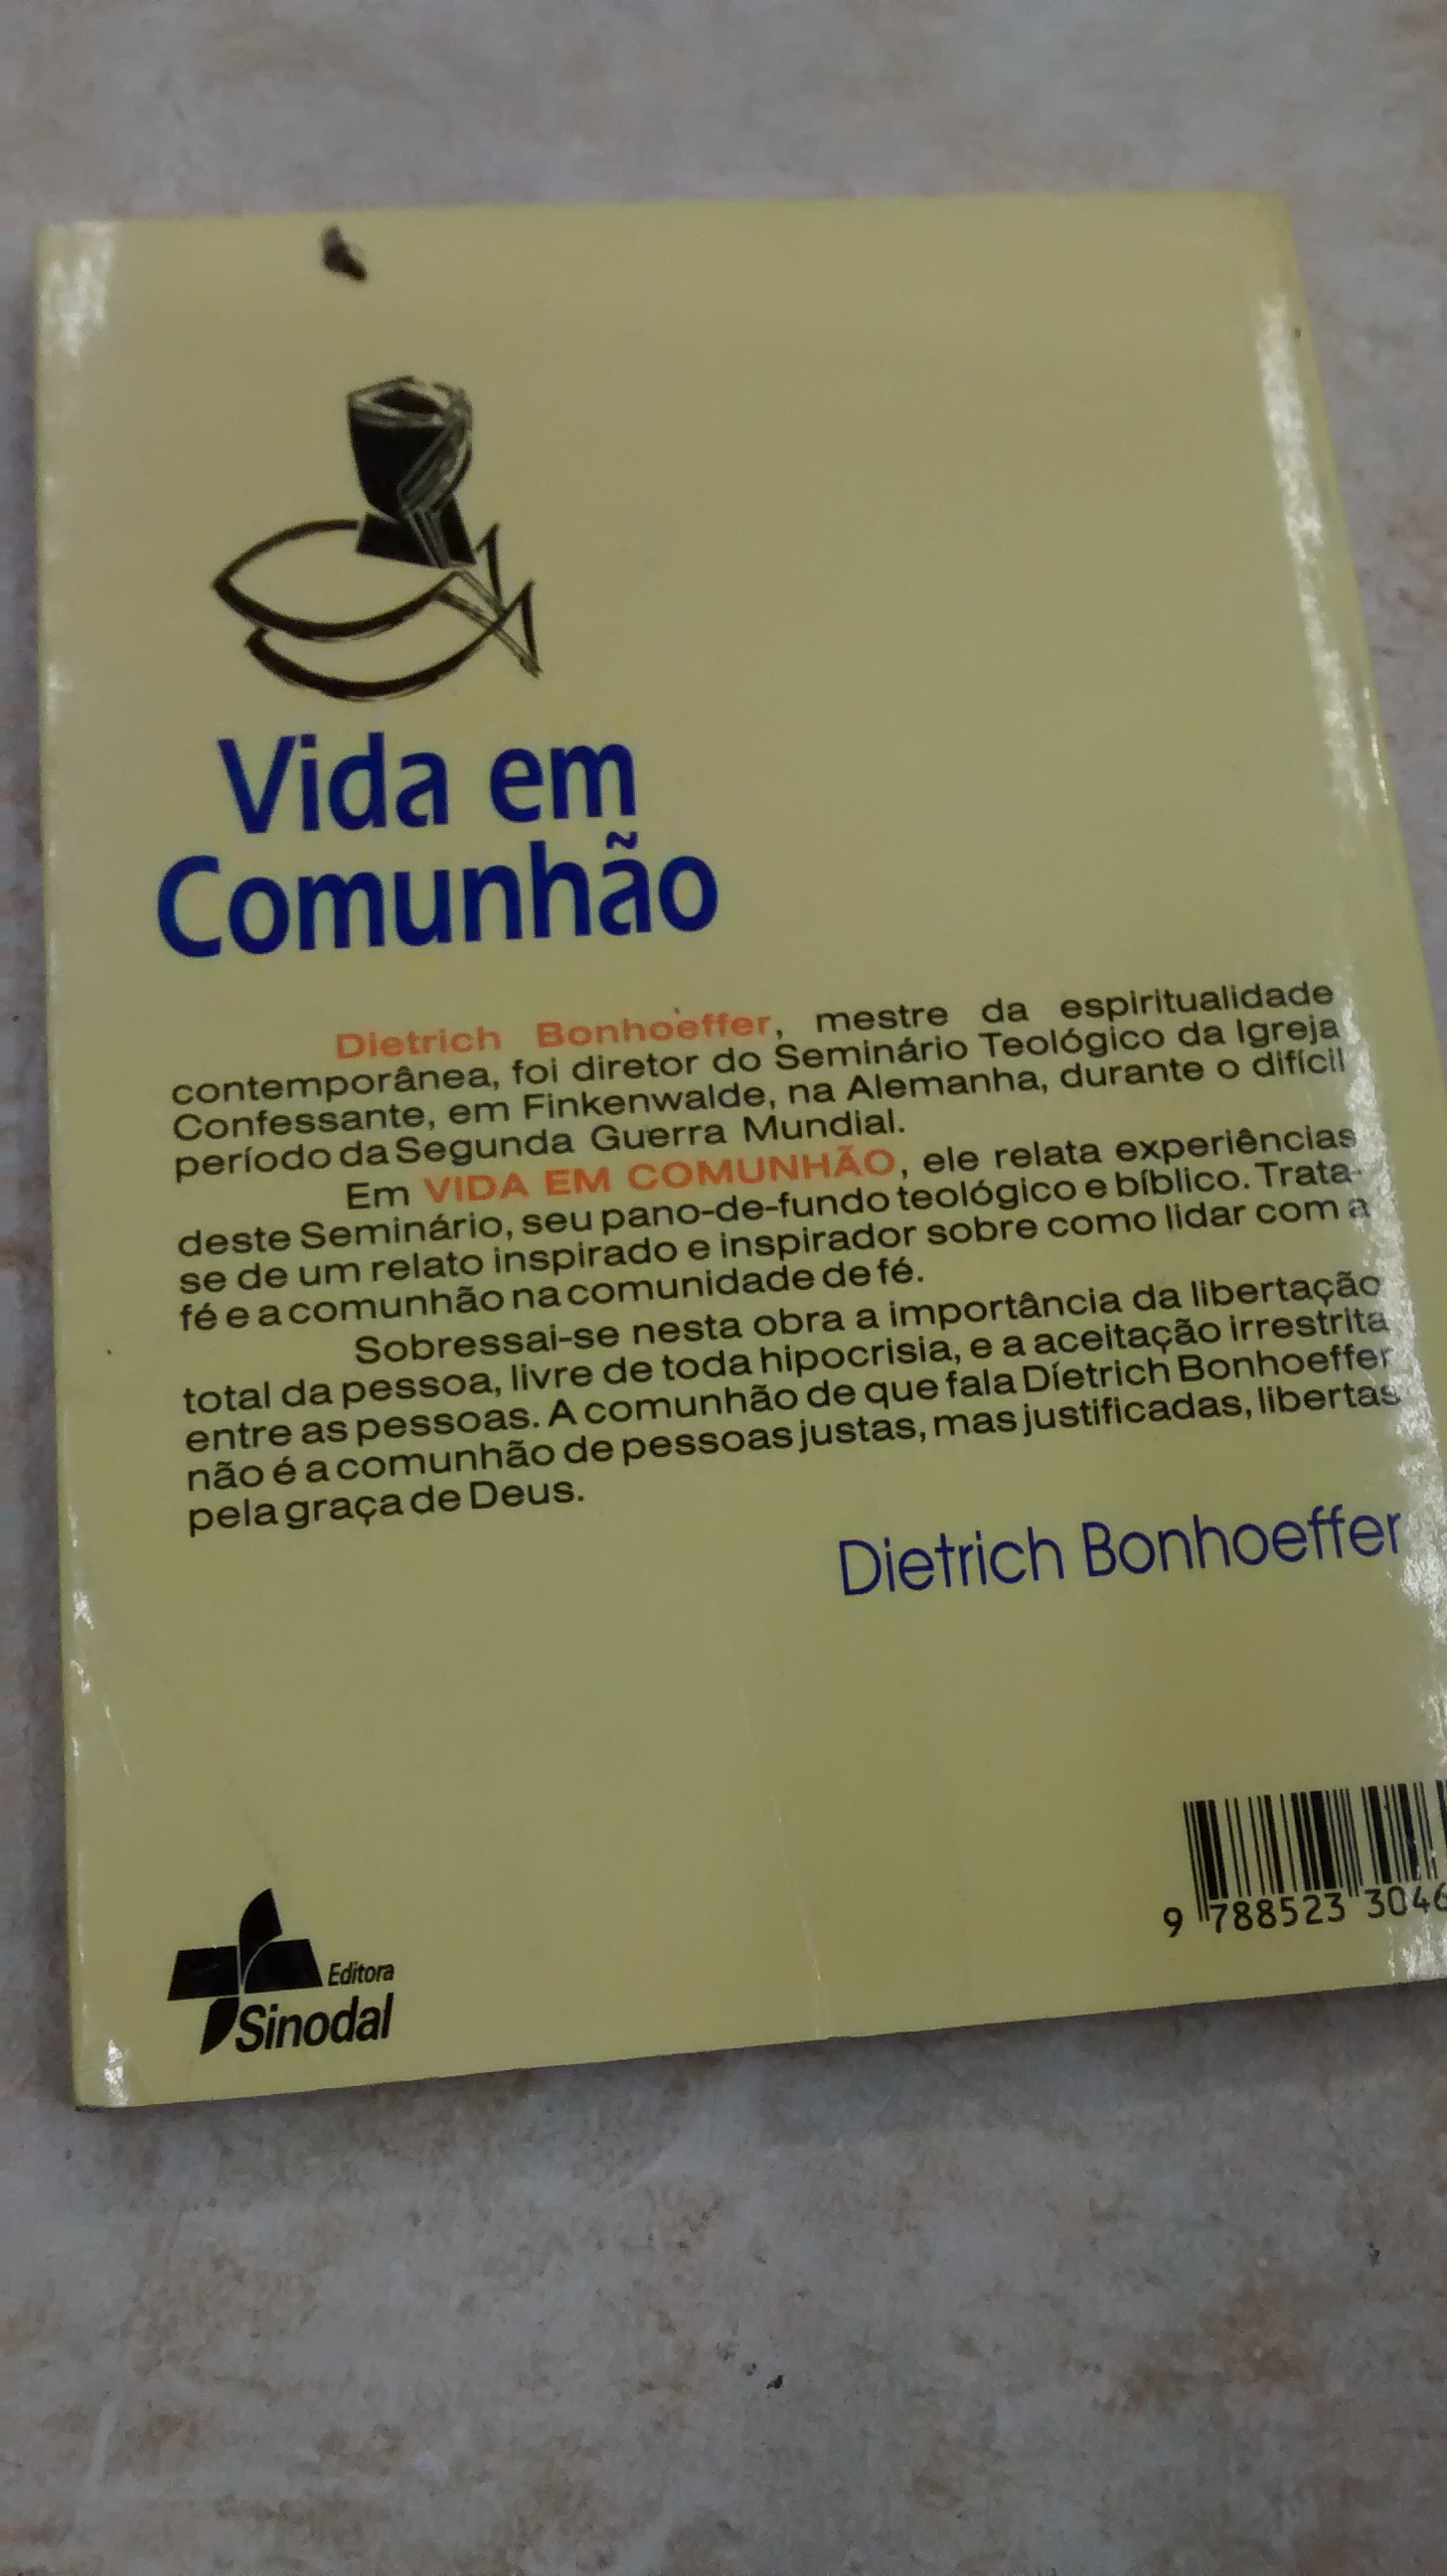 Vida em
Comunhão
Dietrich Bonhoeffer, mestre da espiritualidade
contemporânea, foi diretor do Seminário Teológico da Igreja
Confessante, em Finkenwalde, na Alemanha, durante o difícil
período da Segunda Guerra Mundial.
Em VIDA EM COMUNHÃO, ele relata experiências
deste Seminário, seu pano-de-fundo teológico e bíblico. Trata-
se de um relato inspirado e inspirador sobre como lidar com a
fé e a comunhão na comunidade de fé.
Sobressai-se nesta obra a importância da libertação
total da pessoa, livre de toda hipocrisia, e a aceitação irrestrita
entre as pessoas. A comunhão de que fala Dietrich Bonhoeffer
não é a comunhão de pessoas justas, mas justificadas, libertas
pela graça de Deus.
Dietrich Bonhoeffer
9 788523 3046
Editora
Sinodal